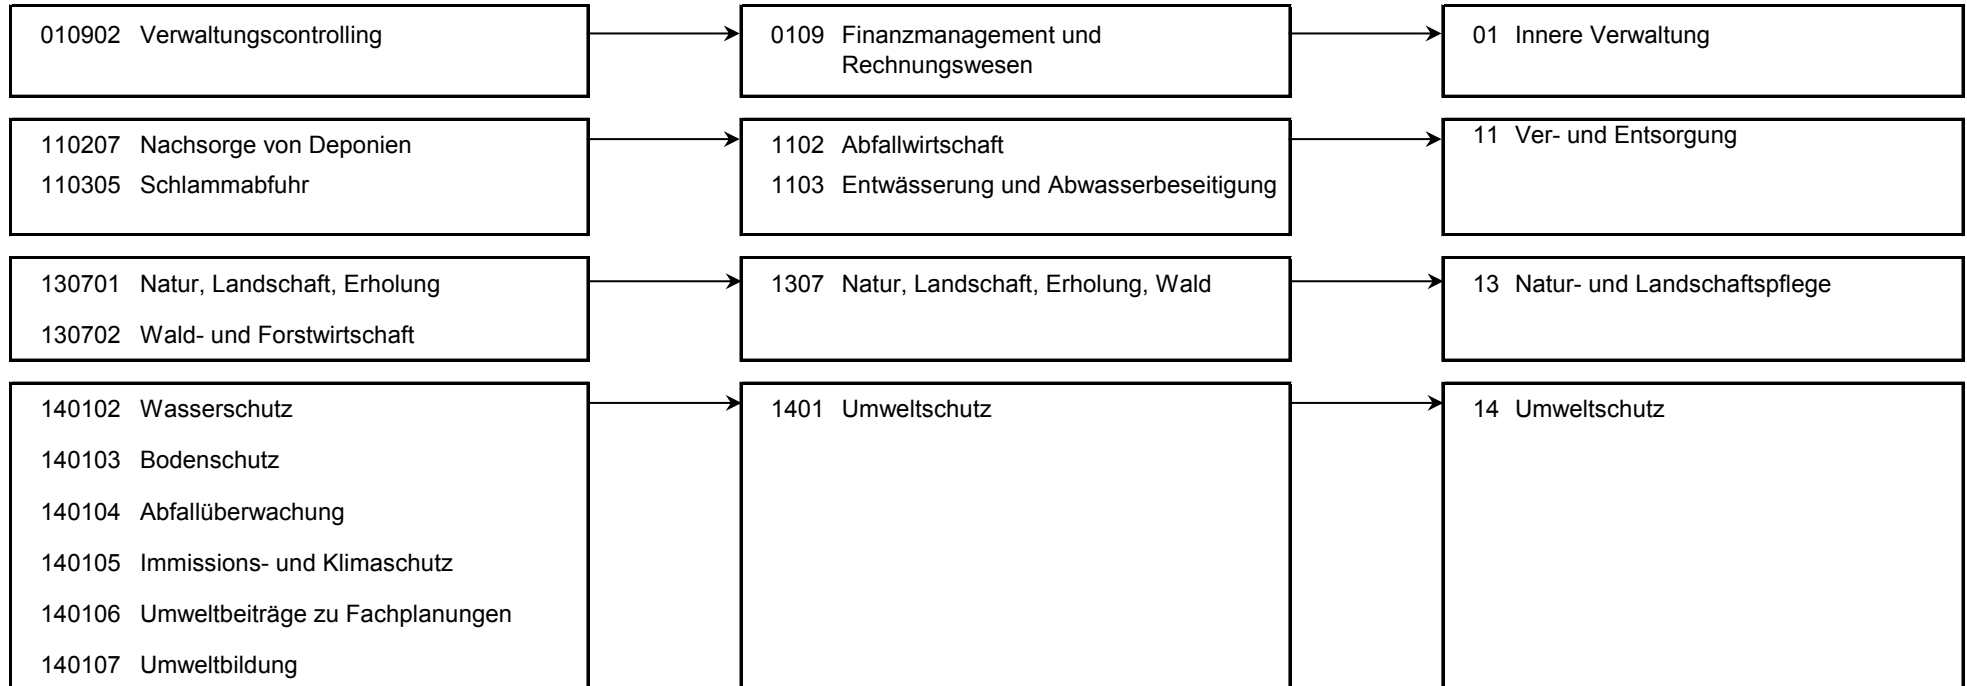 010902 Verwaltungscontrolling 0109 Finanzmanagement und 01 Innere Verwaltung
Rechnungswesen
110207 Nachsorge von Deponien 1102 Abfallwirtschaft 11 Ver- und Entsorgung
110305 Schlammabfuhr 1103 Entwässerung und Abwasserbeseitigung
130701 Natur, Landschaft, Erholung 1307 Natur, Landschaft, Erholung, Wald 13 Natur- und Landschaftspflege
130702 Wald- und Forstwirtschaft
140102 Wasserschutz 1401 Umweltschutz 14 Umweltschutz
140103 Bodenschutz
140104 Abfallüberwachung
140105 Immissions- und Klimaschutz
140106 Umweltbeiträge zu Fachplanungen
140107 Umweltbildung